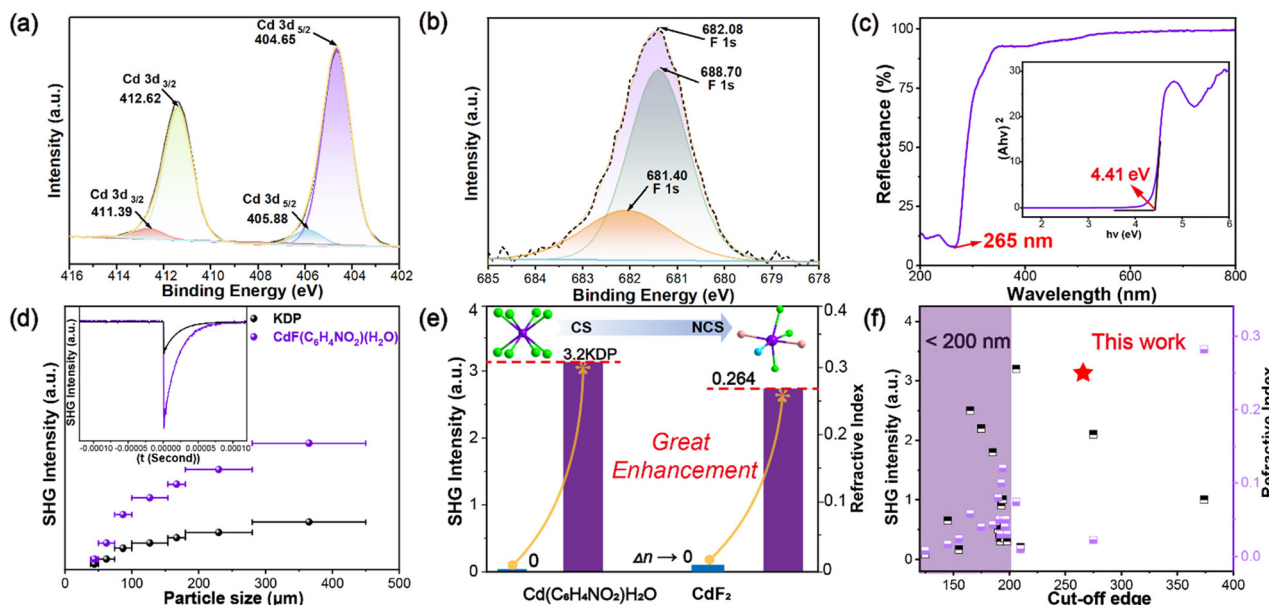 (a)
Cd 3d 5/2
404.65
Cd 3d 3/2
412.62
Cd 3d 3/2
411.39
Cd 3d 5/2
405.88
Intensity (a.u.)
416 414 412 410 408 406 404 402
Binding Energy (eV)
(b)
682.08
F 1s
688.70
F 1s
681.40
F 1s
Intensity (a.u.)
685 684 683 682 681 680 679 678
Binding Energy (eV)
(c)
Reflectance (%)
100
75
50
25
0
265 nm
200 400 600 800
Wavelength (nm)
(Ahv) 2
30
20
10
0
4.41 eV
2 3 4 5 6
hv (eV)
(d)
KDP
CdF(C₆H₄NO₂)(H₂O)
SHG Intensity (a.u.)
-0.00010 -0.00005 0.00000 0.00005 0.00010
(t (Second))
SHG Intensity (a.u.)
0 100 200 300 400 500
Particle size (μm)
(e)
CS
NCS
3.2KDP
0.264
Great
Enhancement
0
Δn → 0
SHG Intensity (a.u.)
4
3
2
1
0
Refractive Index
0.4
0.3
0.2
0.1
0
Cd(C₆H₄NO₂)H₂O
CdF₂
(f)
< 200 nm
This work
SHG intensity (a.u.)
4
3
2
1
0
0.3
0.2
0.1
0.0
150 200 250 300 350 400
Cut-off edge